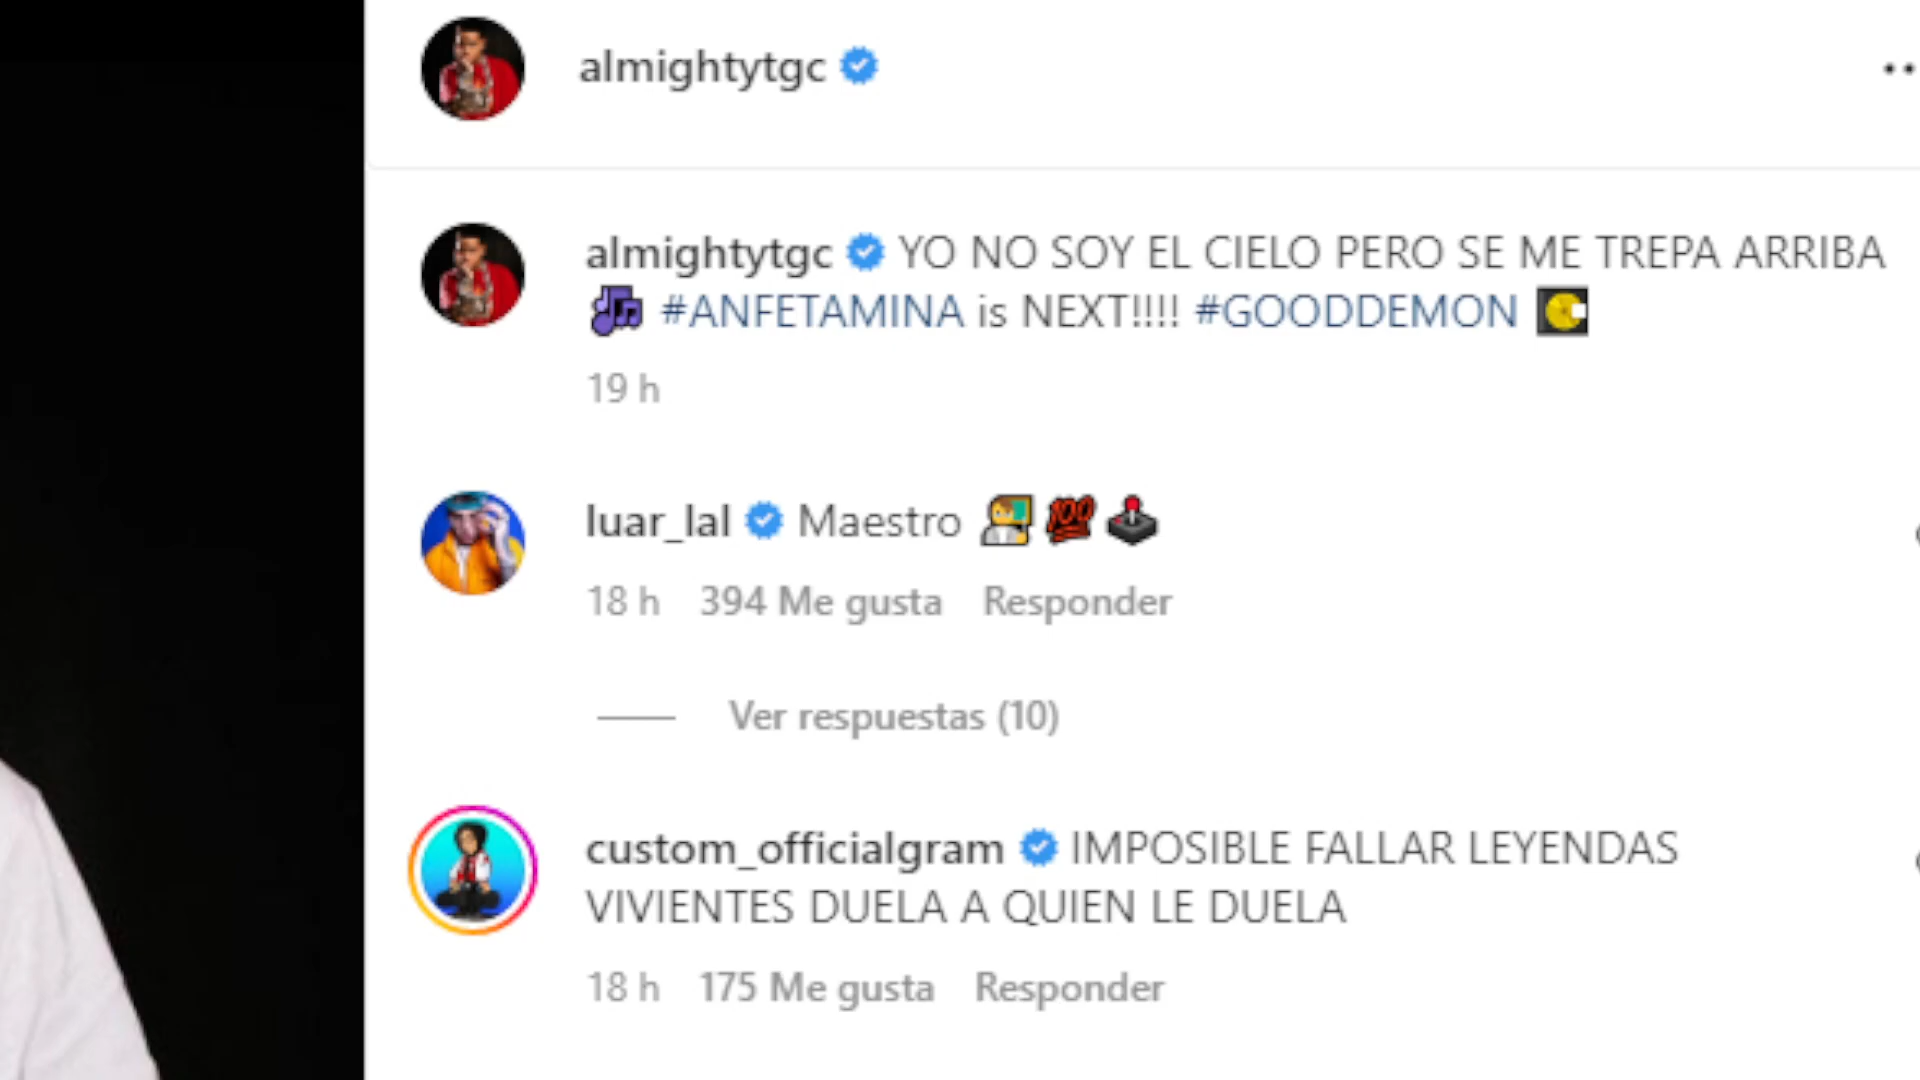 almightytgc
almightytgc YO NO SOY EL CIELO PERO SE ME TREPA ARRIBA
🎶 #ANFETAMINA is NEXT!!!! #GOODDEMON 💽
19 h
luar_lal Maestro 👨‍🏫💯🕹️
18 h 394 Me gusta Responder
Ver respuestas (10)
custom_officialgram IMPOSIBLE FALLAR LEYENDAS
VIVIENTES DUELA A QUIEN LE DUELA
18 h 175 Me gusta Responder